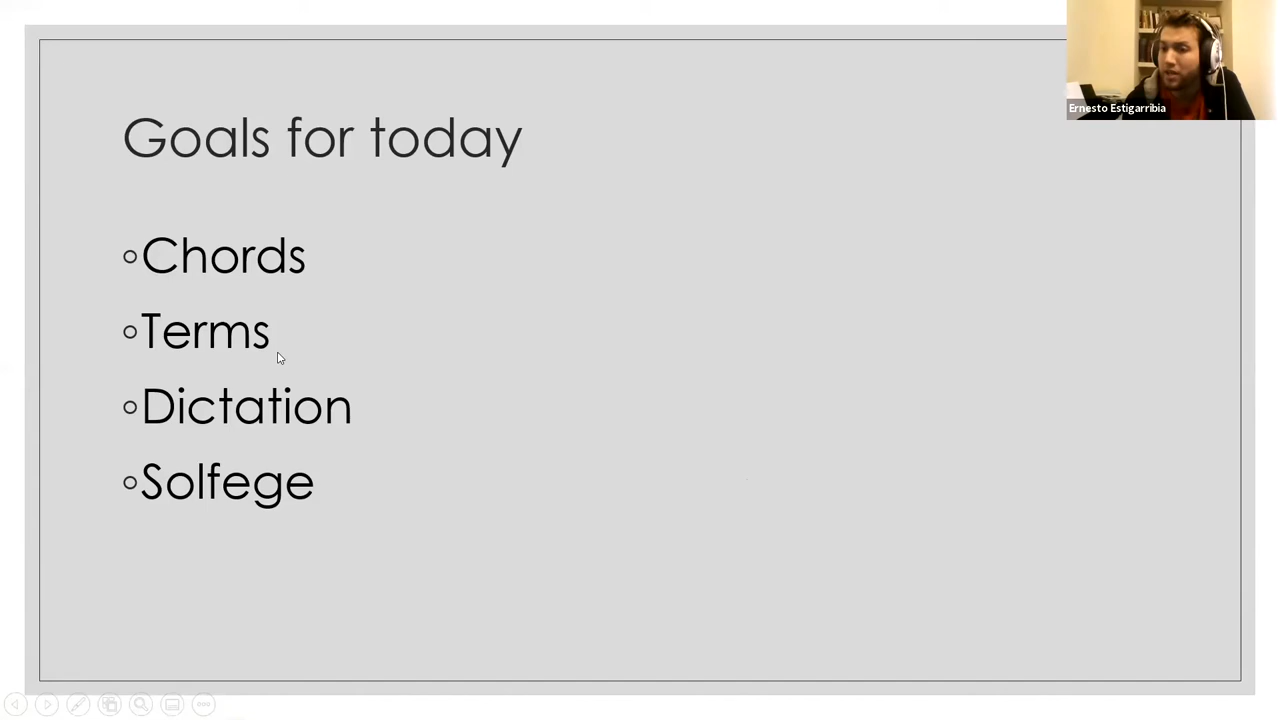 Ernesto Estigarribia
Goals for today
Chords
Terms
Dictation
Solfege